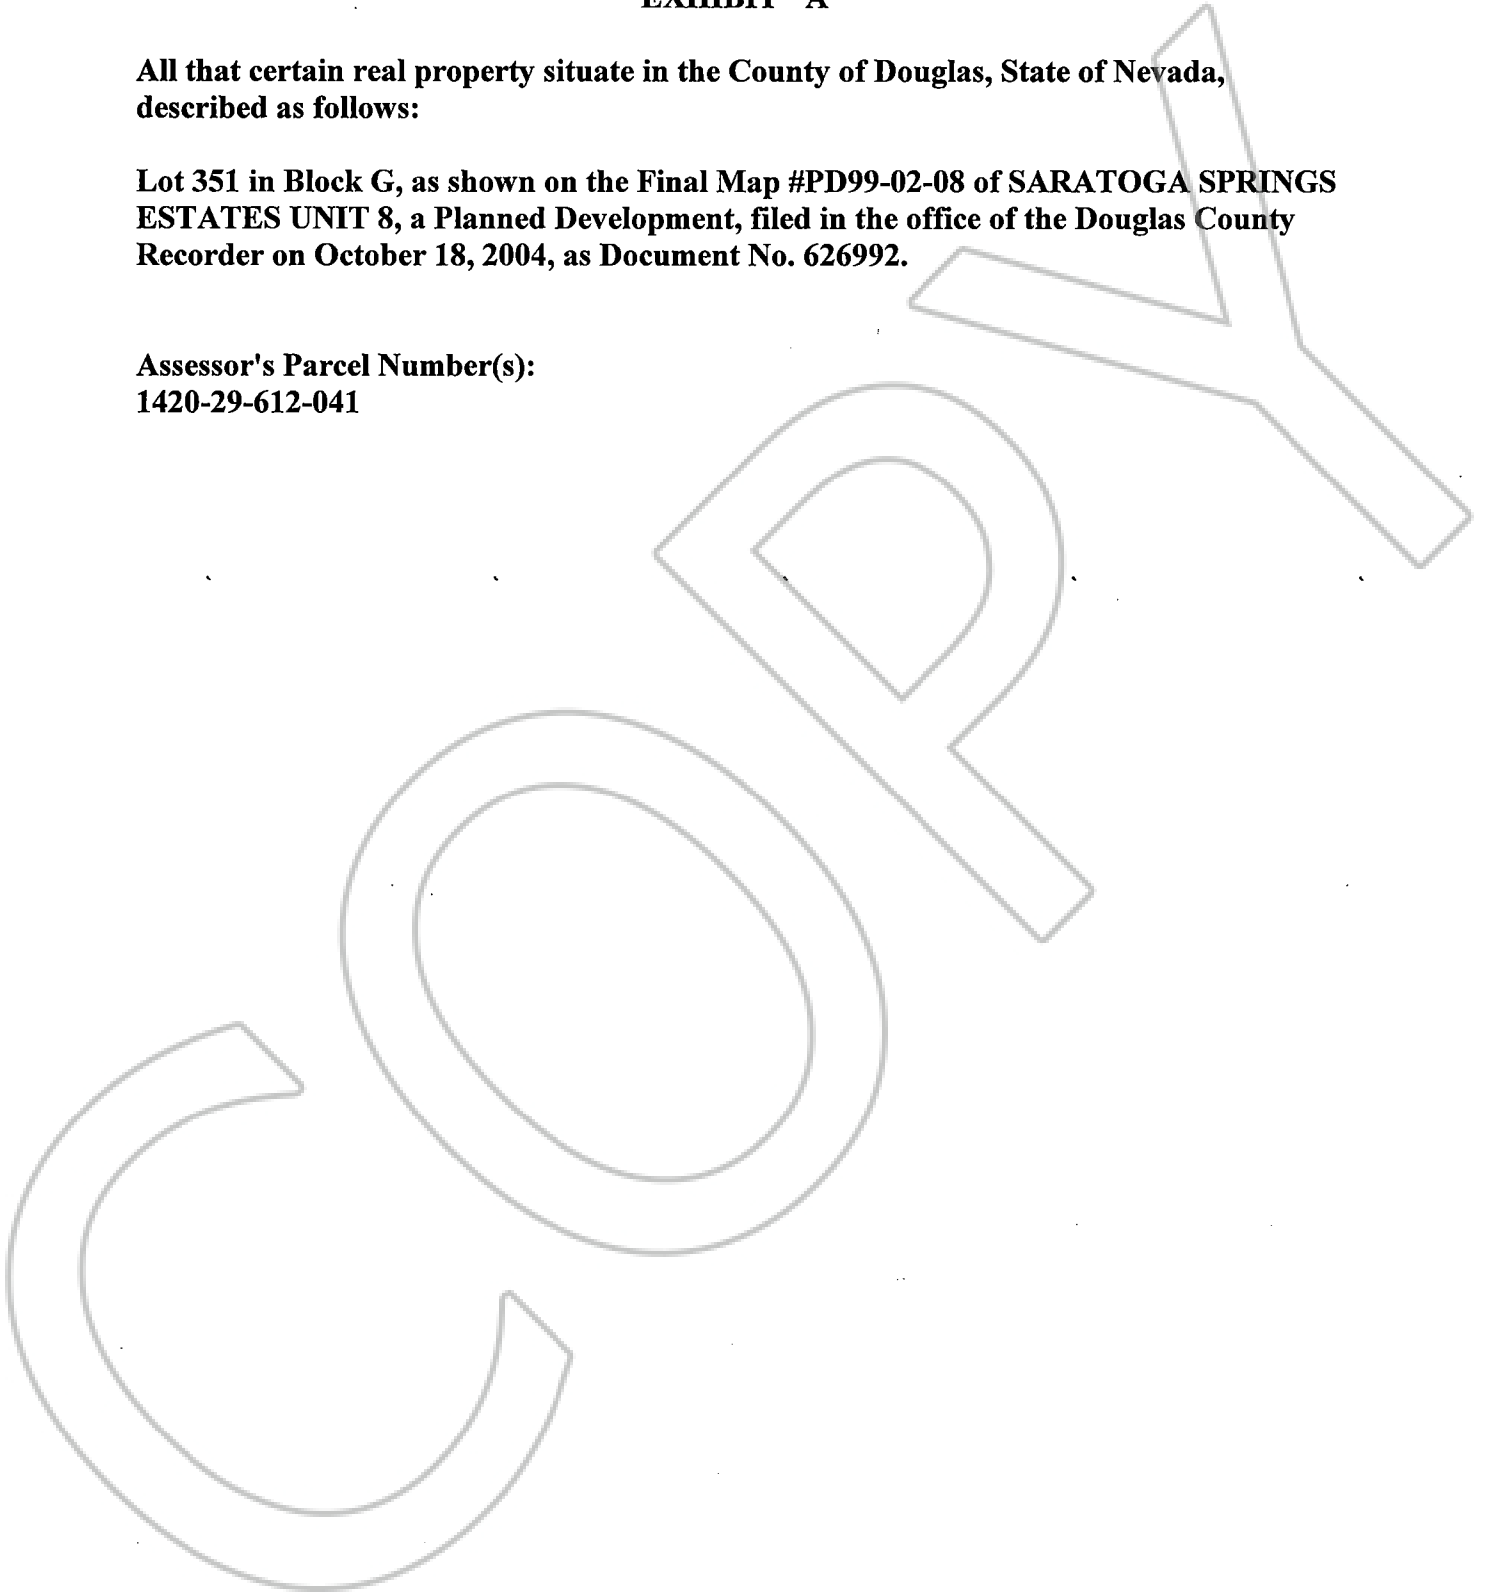 EXHIBIT "A"
All that certain real property situate in the County of Douglas, State of Nevada,
described as follows:
Lot 351 in Block G, as shown on the Final Map #PD99-02-08 of SARATOGA SPRINGS
ESTATES UNIT 8, a Planned Development, filed in the office of the Douglas County
Recorder on October 18, 2004, as Document No. 626992.
Assessor's Parcel Number(s):
1420-29-612-041
COPY